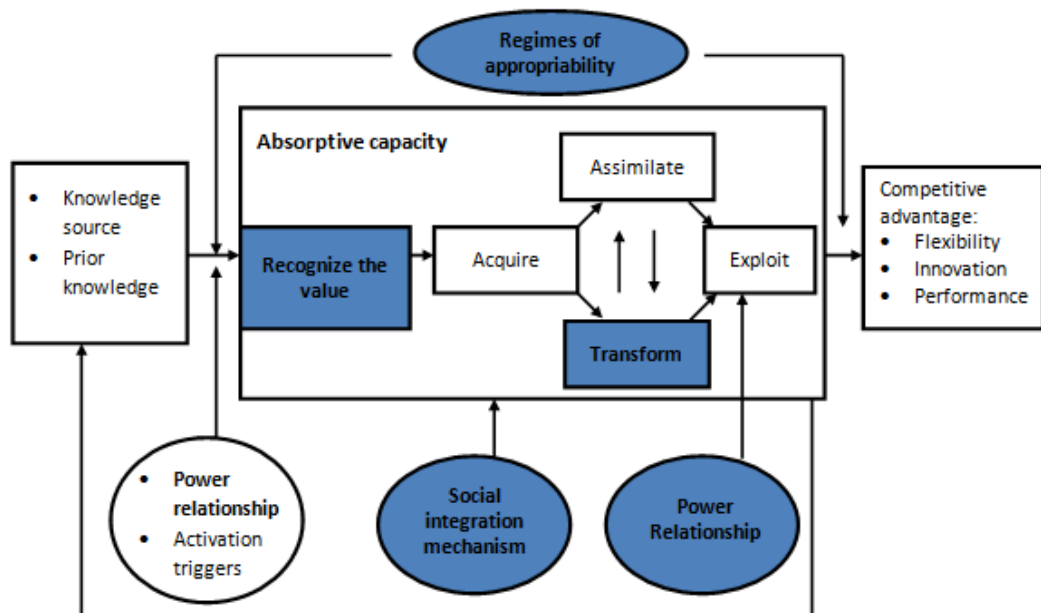 Regimes of
appropriability
Absorptive capacity
• Knowledge
source
• Prior
knowledge
Recognize the
value
Acquire
Assimilate
Transform
Exploit
Competitive
advantage:
• Flexibility
• Innovation
• Performance
• Power
relationship
• Activation
triggers
Social
integration
mechanism
Power
Relationship